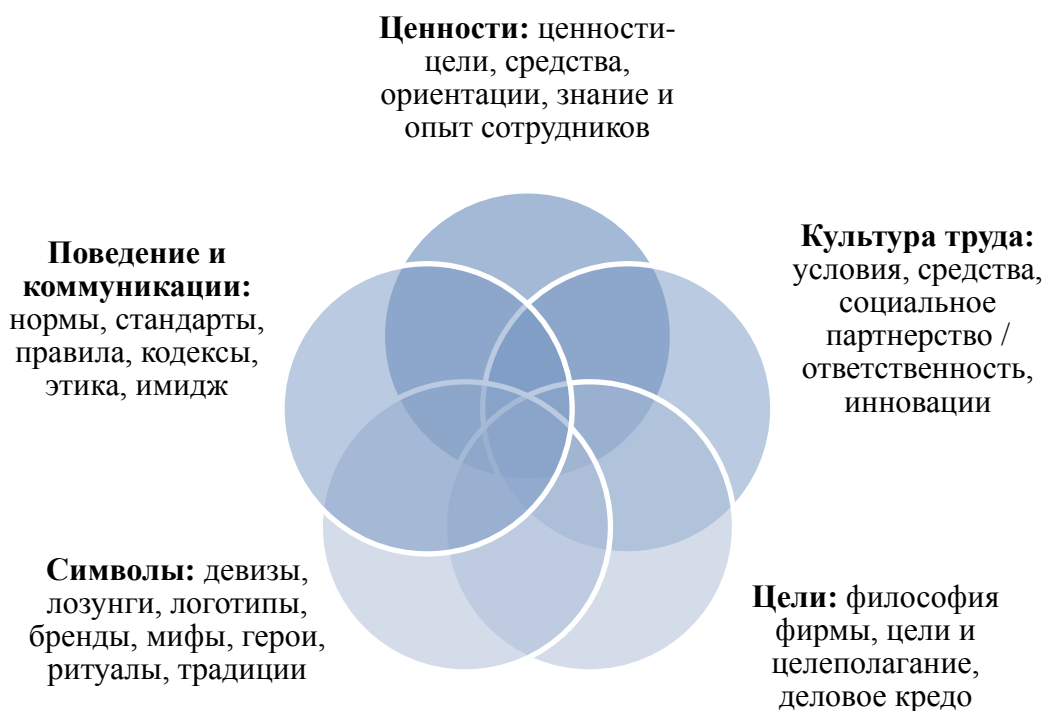 Ценности: ценности-
цели, средства,
ориентации, знание и
опыт сотрудников
Культура труда:
условия, средства,
социальное
партнерство /
ответственность,
инновации
Цели: философия
фирмы, цели и
целеполагание,
деловое кредо
Символы: девизы,
лозунги, логотипы,
бренды, мифы, герои,
ритуалы, традиции
Поведение и
коммуникации:
нормы, стандарты,
правила, кодексы,
этика, имидж